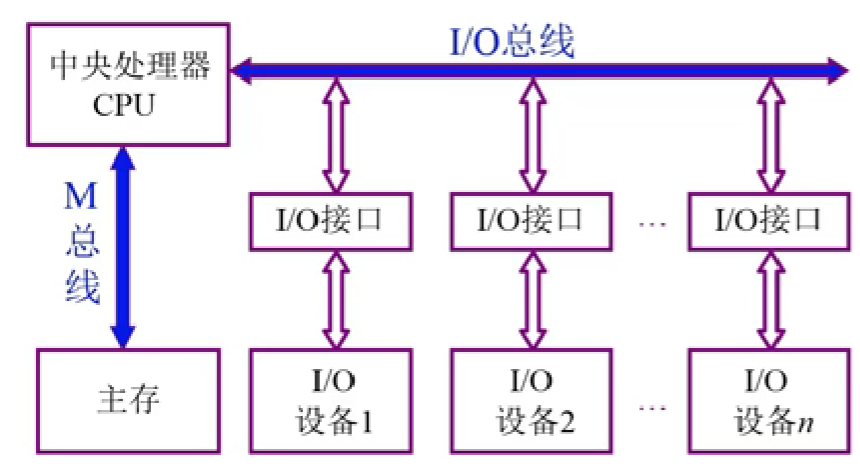 I/O总线
中央处理器
CPU
M
总
线
I/O接口
I/O接口
…
I/O接口
主存
I/O
设备1
I/O
设备2
…
I/O
设备n